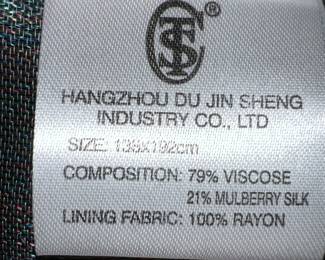 ®
HANGZHOU DU JIN SHENG
INDUSTRY CO., LTD
SIZE: 138X192cm
COMPOSITION: 79% VISCOSE
21% MULBERRY SILK
LINING FABRIC: 100% RAYON